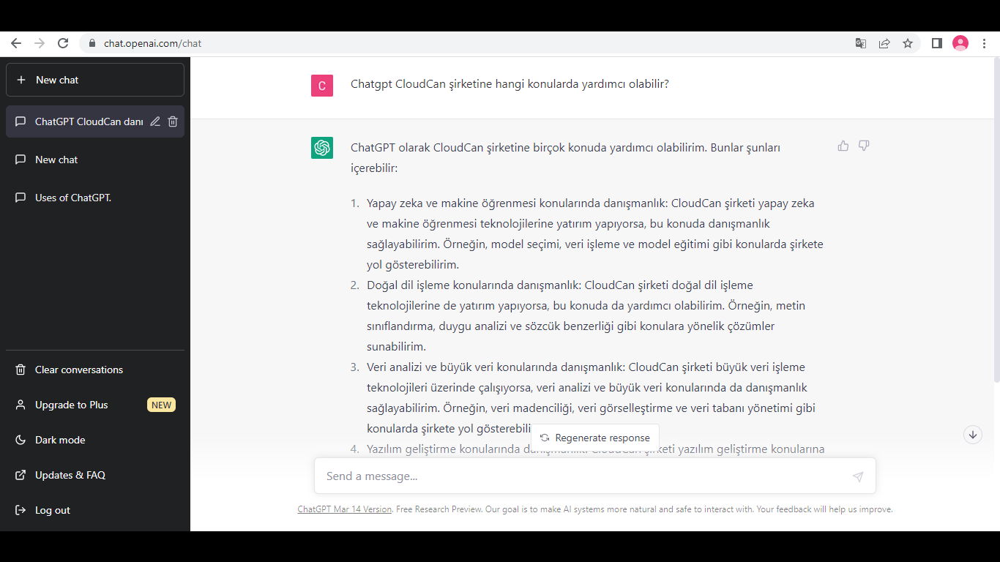 chat.openai.com/chat
New chat
ChatGPT CloudCan danı
New chat
Uses of ChatGPT.
Clear conversations
Upgrade to Plus NEW
Dark mode
Updates & FAQ
Log out
C
Chatgpt CloudCan şirketine hangi konularda yardımcı olabilir?
ChatGPT olarak CloudCan şirketine birçok konuda yardımcı olabilirim. Bunlar şunları
içerebilir:
1. Yapay zeka ve makine öğrenmesi konularında danışmanlık: CloudCan şirketi yapay zeka
ve makine öğrenmesi teknolojilerine yatırım yapıyorsa, bu konuda danışmanlık
sağlayabilirim. Örneğin, model seçimi, veri işleme ve model eğitimi gibi konularda şirkete
yol gösterebilirim.
2. Doğal dil işleme konularında danışmanlık: CloudCan şirketi doğal dil işleme
teknolojilerine de yatırım yapıyorsa, bu konuda da yardımcı olabilirim. Örneğin, metin
sınıflandırma, duygu analizi ve sözcük benzerliği gibi konulara yönelik çözümler
sunabilirim.
3. Veri analizi ve büyük veri konularında danışmanlık: CloudCan şirketi büyük veri işleme
teknolojileri üzerinde çalışıyorsa, veri analizi ve büyük veri konularında da danışmanlık
sağlayabilirim. Örneğin, veri madenciliği, veri görselleştirme ve veri tabanı yönetimi gibi
konularda şirkete yol gösterebili
Regenerate response
4. Yazılım geliştirme konularında danışmanlık: CloudCan şirketi yazılım geliştirme konularına
Send a message...
ChatGPT Mar 14 Version. Free Research Preview. Our goal is to make AI systems more natural and safe to interact with. Your feedback will help us improve.